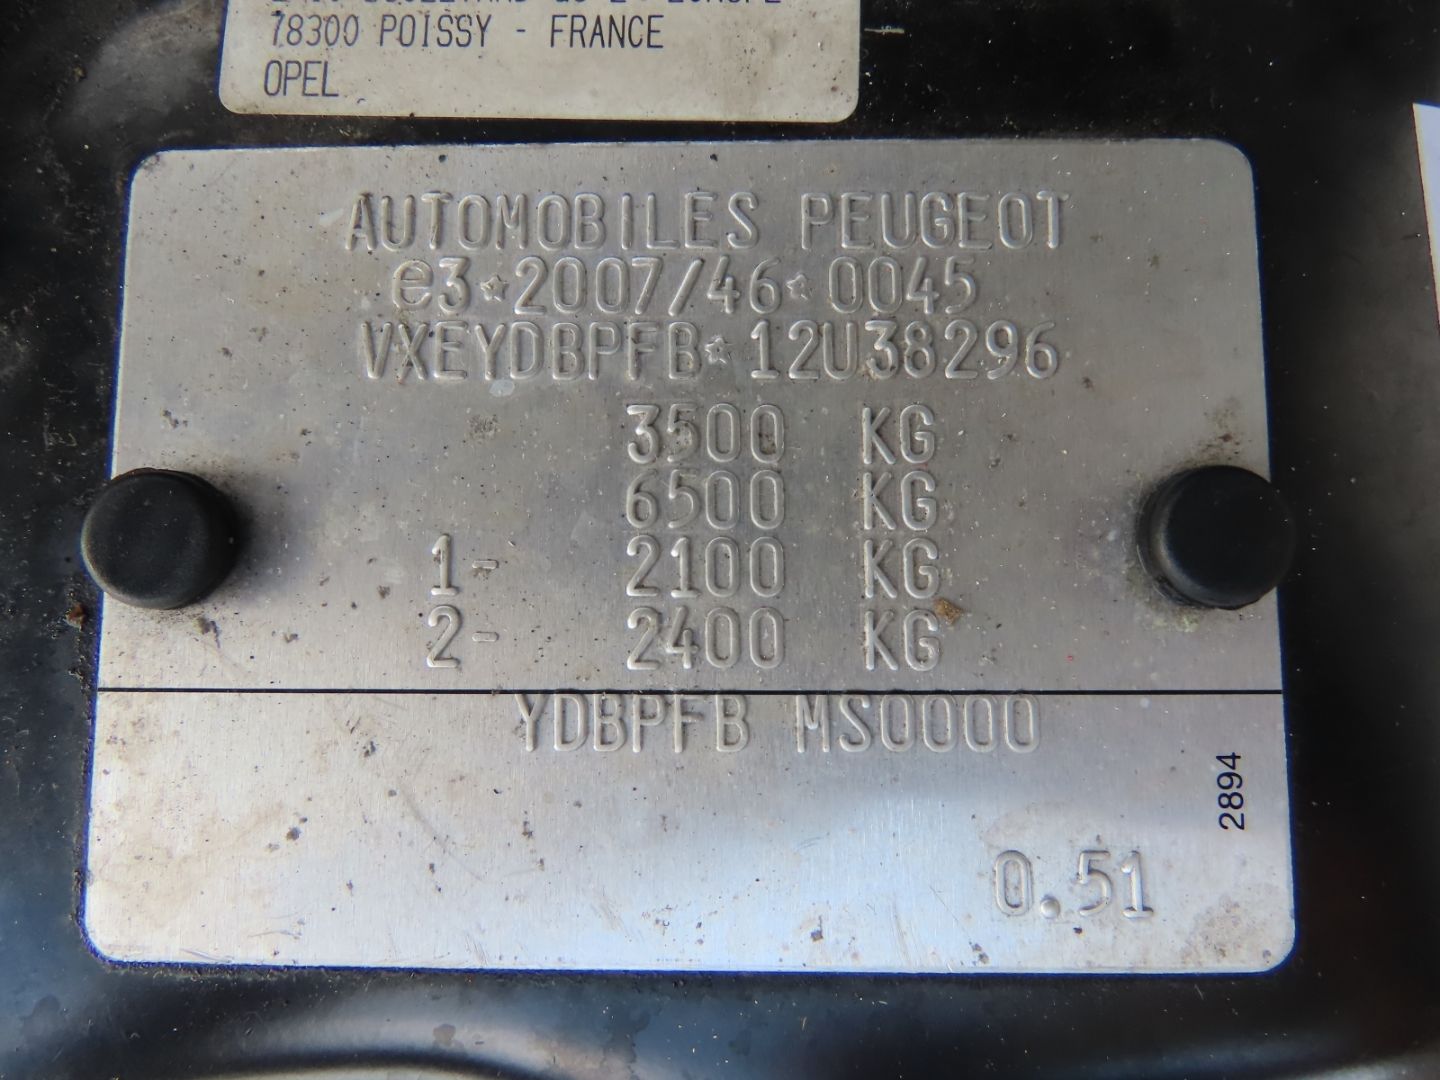 78300 POISSY - FRANCE
OPEL
AUTOMOBILES PEUGEOT
e3*2007/46*0045
VXEYDBPFB*12U38296
3500 KG
6500 KG
1- 2100 KG
2- 2400 KG
YDBPFB MS0000
2894
0.51